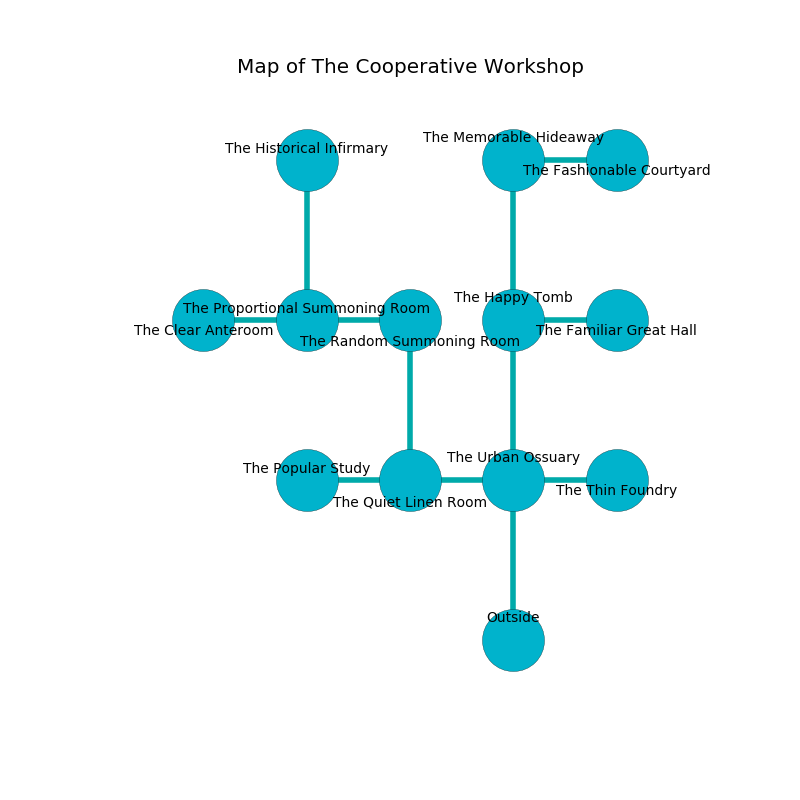 Map of The Cooperative Workshop
The Memorable Hideaway
The Historical Infirmary
The Fashionable Courtyard
The Happy Tomb
The Proportional Summoning Room
The Clear Anteroom
The Familiar Great Hall
The Random Summoning Room
The Urban Ossuary
The Popular Study
The Thin Foundry
The Quiet Linen Room
Outside